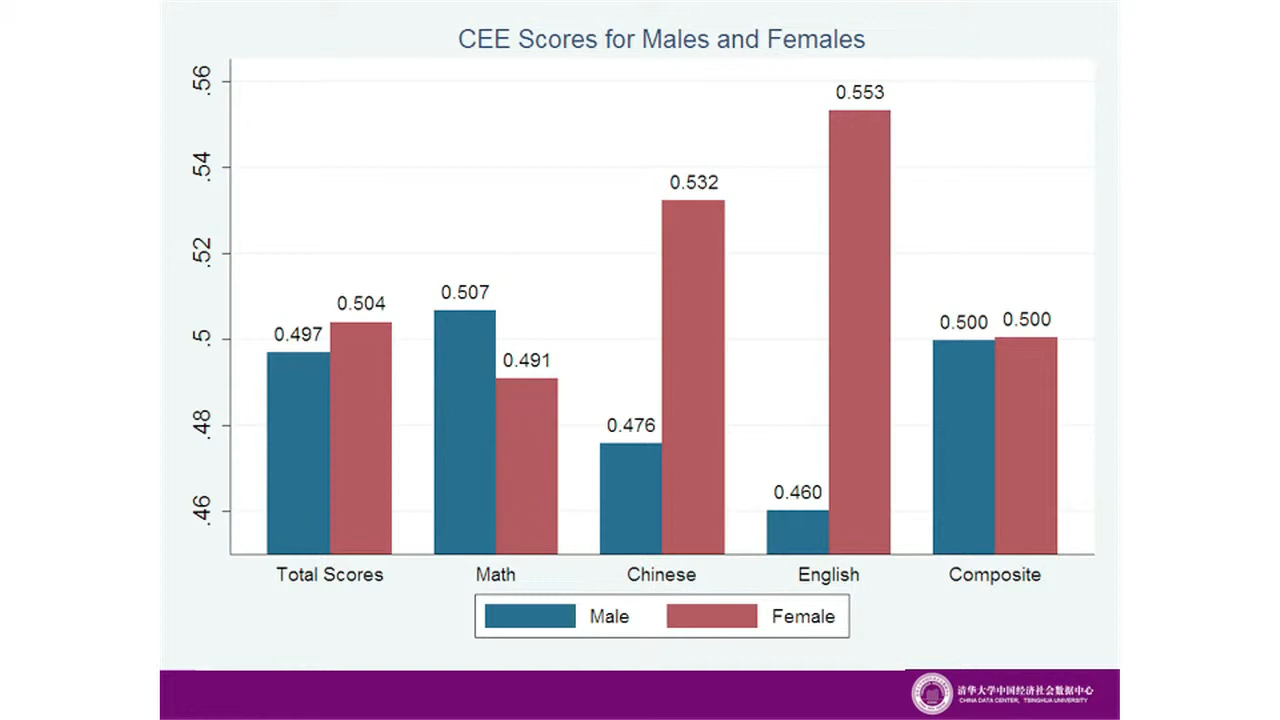 CEE Scores for Males and Females
.56
.54
.52
.5
.48
.46
0.497
0.504
0.507
0.491
0.476
0.532
0.460
0.553
0.500
0.500
Total Scores
Math
Chinese
English
Composite
Male
Female
清华大学中国经济社会数据中心
CHINA DATA CENTER, TSINGHUA UNIVERSITY